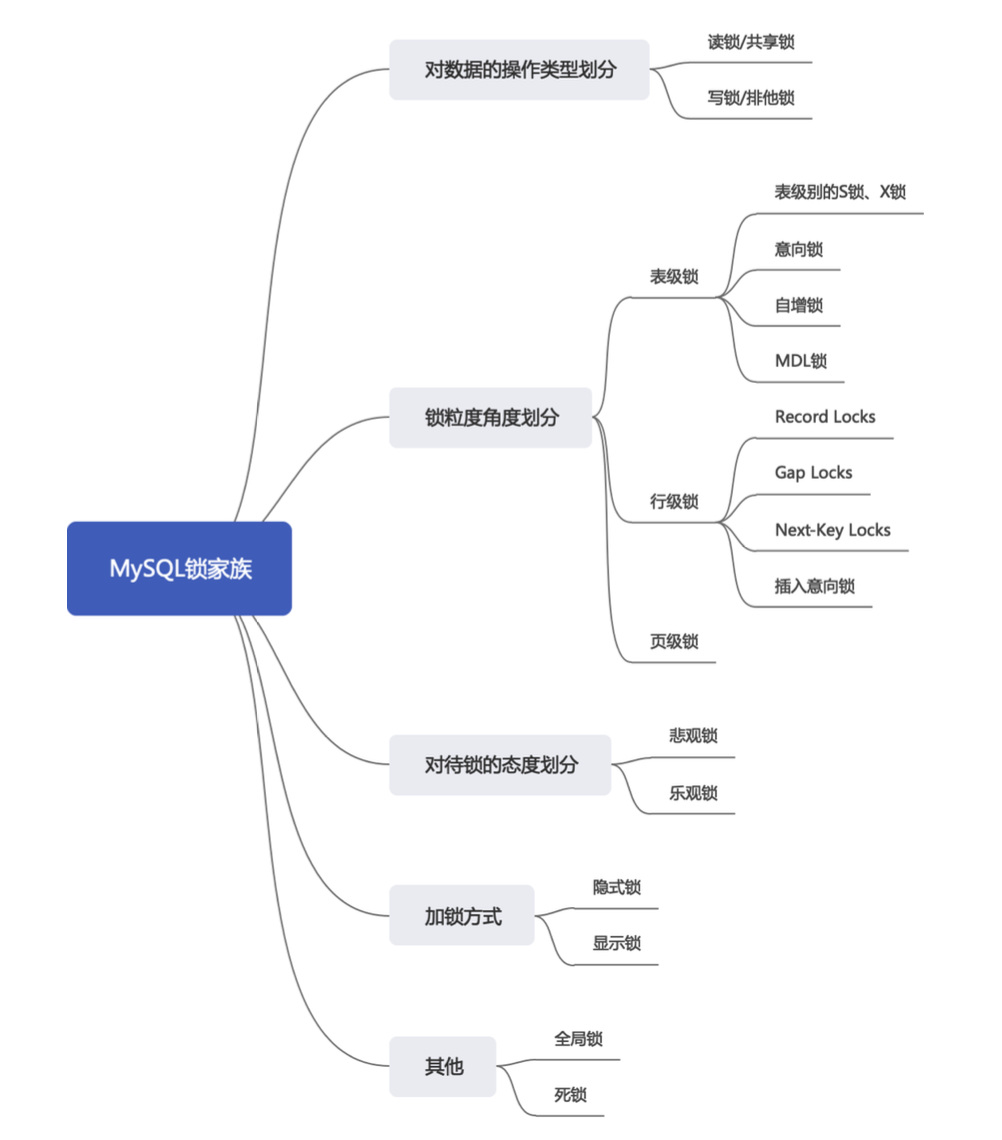 MySQL锁家族
对数据的操作类型划分
读锁/共享锁
写锁/排他锁
锁粒度角度划分
表级锁
表级别的S锁、X锁
意向锁
自增锁
MDL锁
行级锁
Record Locks
Gap Locks
Next-Key Locks
插入意向锁
页级锁
对待锁的态度划分
悲观锁
乐观锁
加锁方式
隐式锁
显示锁
其他
全局锁
死锁